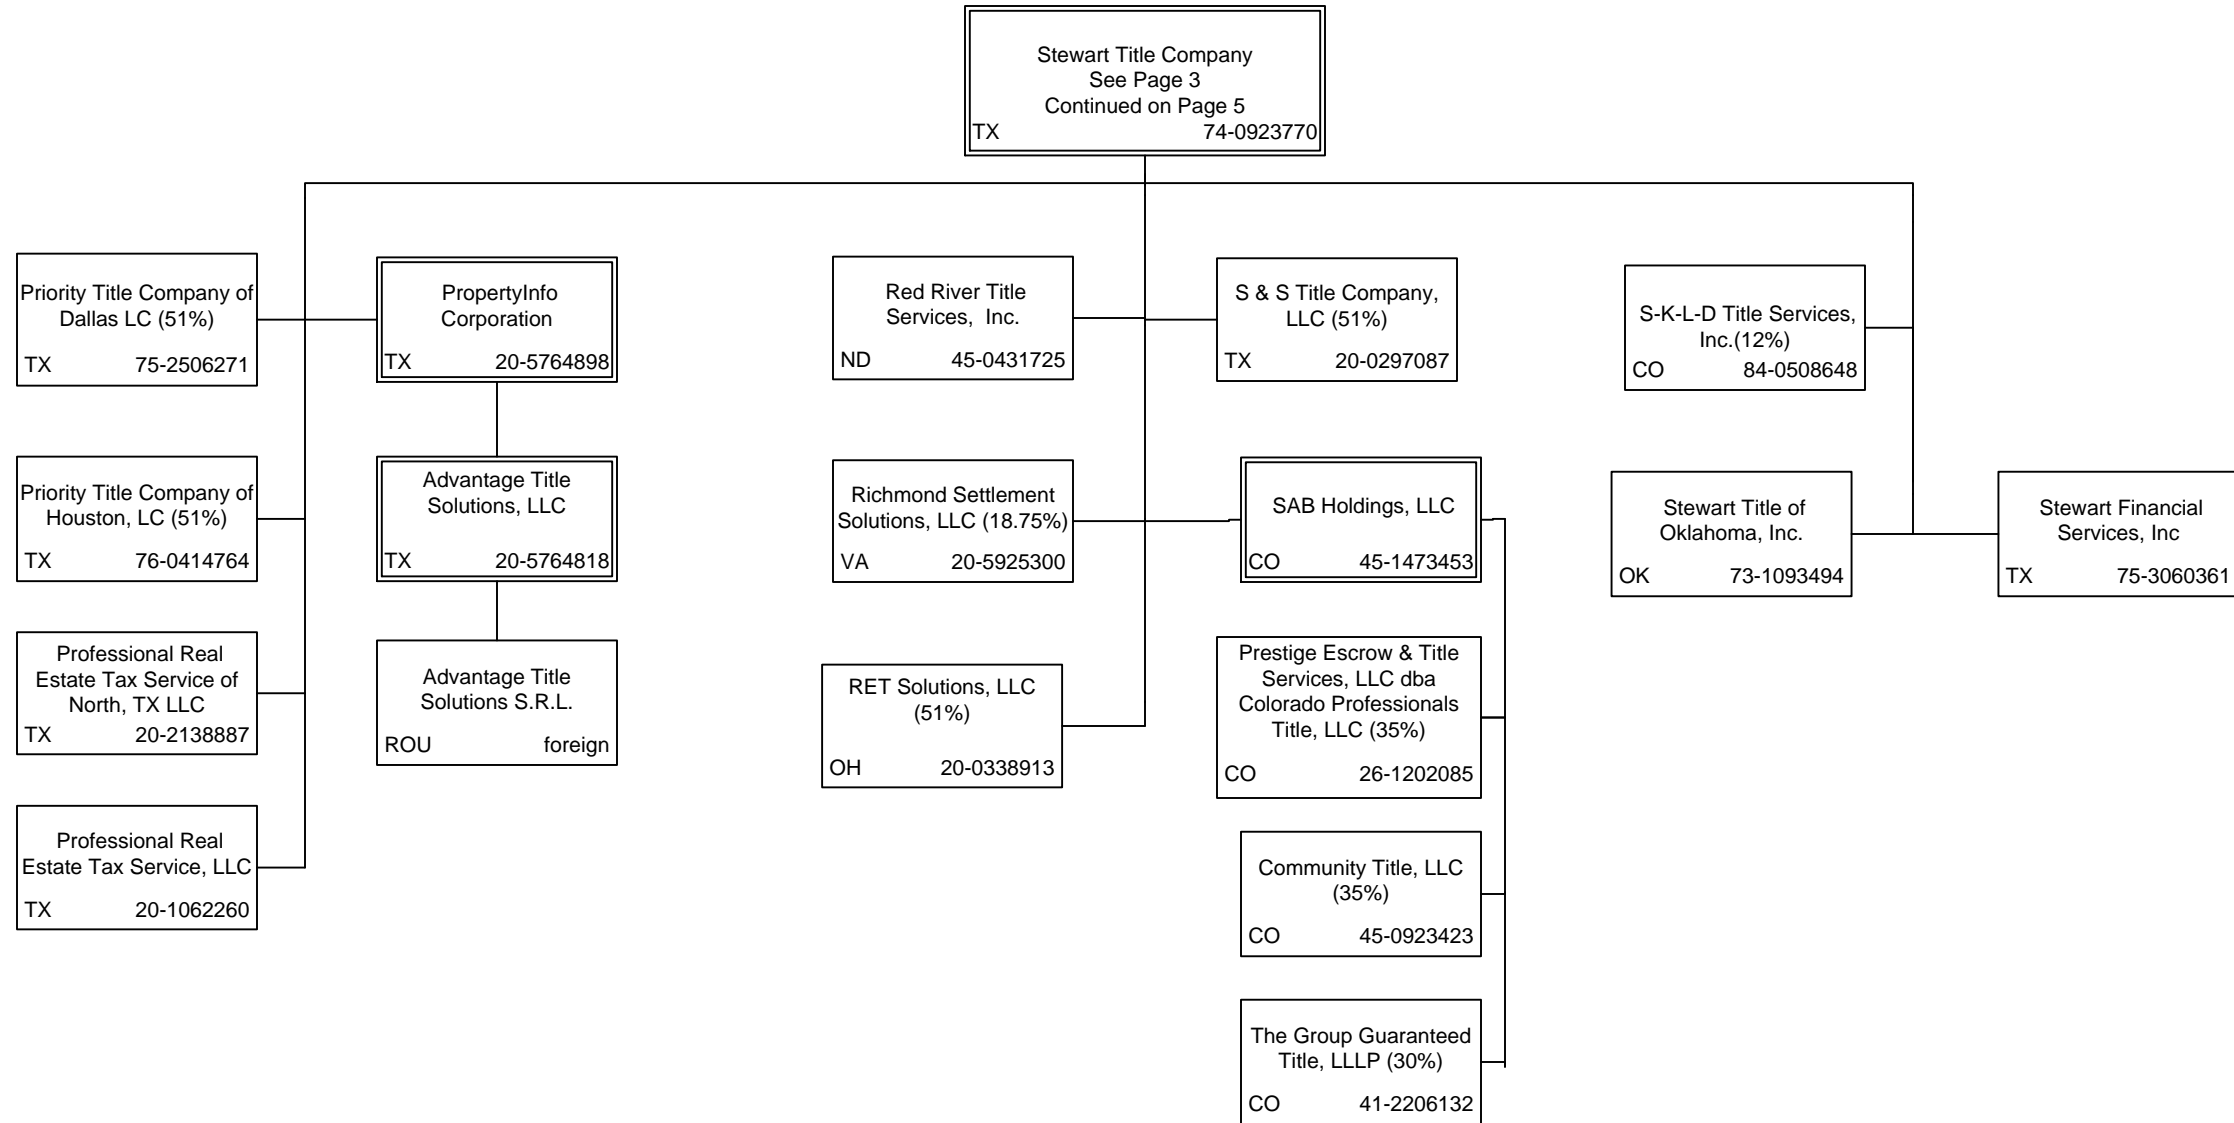 Stewart Title Company
See Page 3
Continued on Page 5
TX 74-0923770
Priority Title Company of
Dallas LC (51%)
TX 75-2506271
PropertyInfo
Corporation
TX 20-5764898
Red River Title
Services, Inc.
ND 45-0431725
S & S Title Company,
LLC (51%)
TX 20-0297087
S-K-L-D Title Services,
Inc.(12%)
CO 84-0508648
Priority Title Company of
Houston, LC (51%)
TX 76-0414764
Advantage Title
Solutions, LLC
TX 20-5764818
Richmond Settlement
Solutions, LLC (18.75%)
VA 20-5925300
SAB Holdings, LLC
CO 45-1473453
Stewart Title of
Oklahoma, Inc.
OK 73-1093494
Stewart Financial
Services, Inc
TX 75-3060361
Professional Real
Estate Tax Service of
North, TX LLC
TX 20-2138887
Advantage Title
Solutions S.R.L.
ROU foreign
RET Solutions, LLC
(51%)
OH 20-0338913
Prestige Escrow & Title
Services, LLC dba
Colorado Professionals
Title, LLC (35%)
CO 26-1202085
Professional Real
Estate Tax Service, LLC
TX 20-1062260
Community Title, LLC
(35%)
CO 45-0923423
The Group Guaranteed
Title, LLLP (30%)
CO 41-2206132